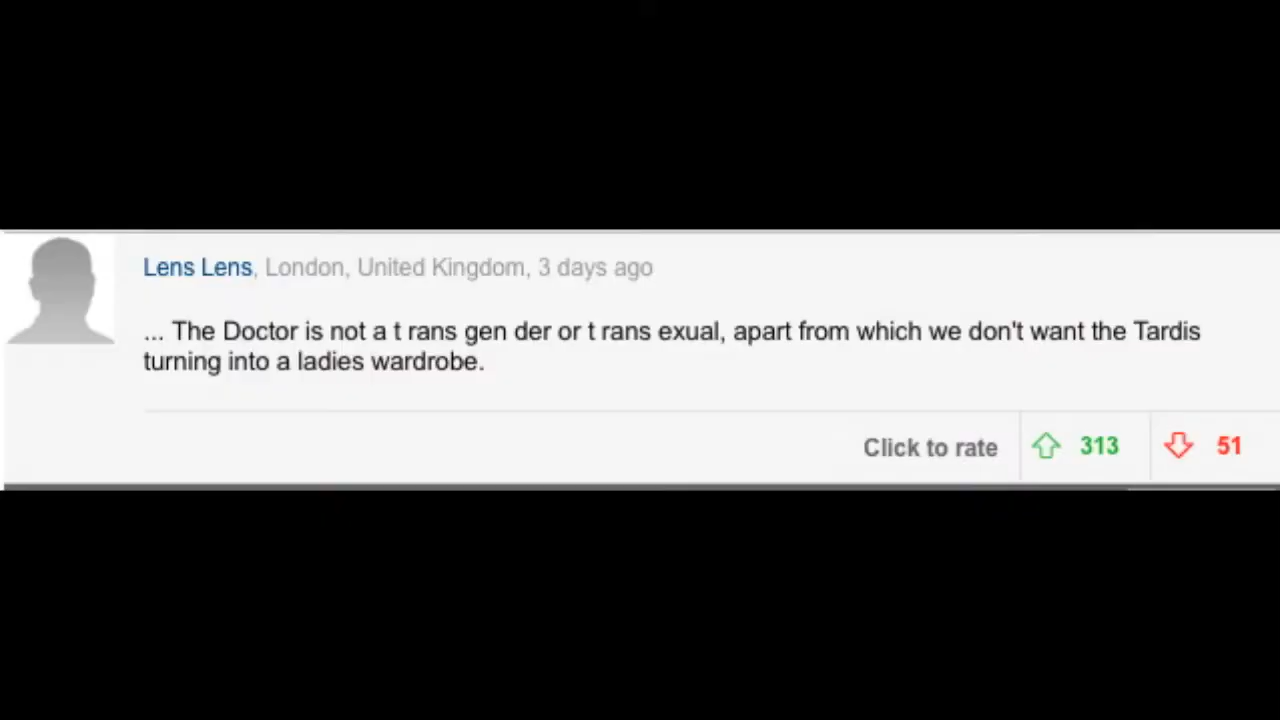 Lens Lens, London, United Kingdom, 3 days ago
... The Doctor is not a t rans gen der or t rans exual, apart from which we don't want the Tardis
turning into a ladies wardrobe.
Click to rate 313 51